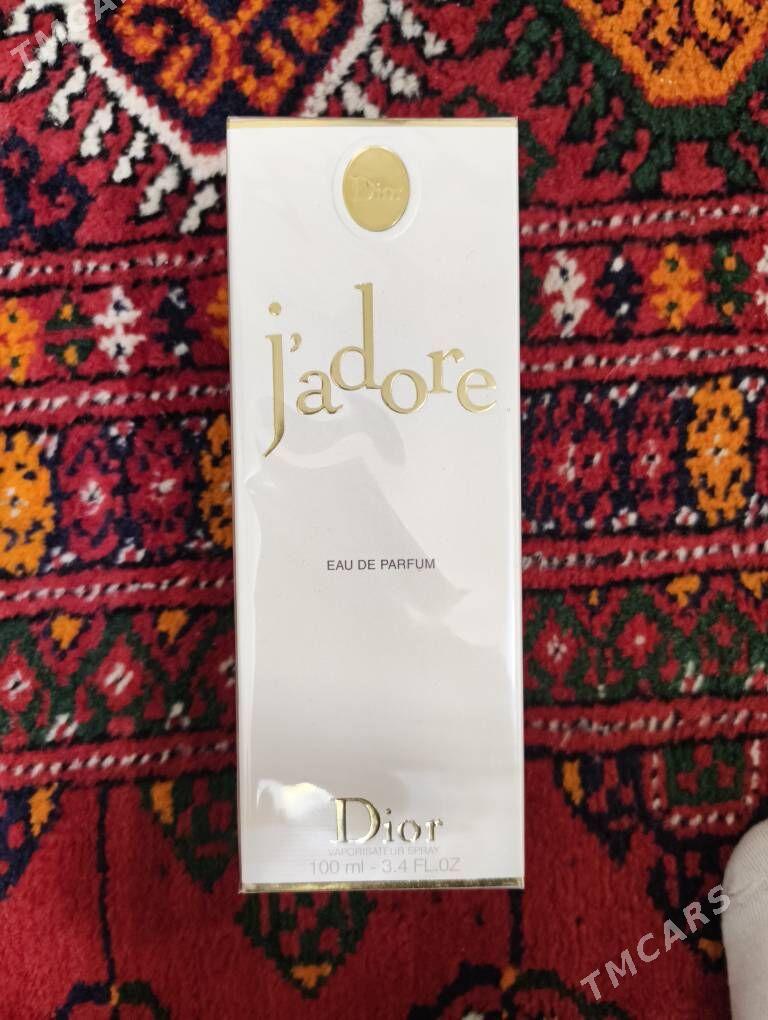 TMCARS
Dior
j'adore
EAU DE PARFUM
Dior
VAPORISATEUR SPRAY
100 ml - 3.4 FL.OZ
TMCARS